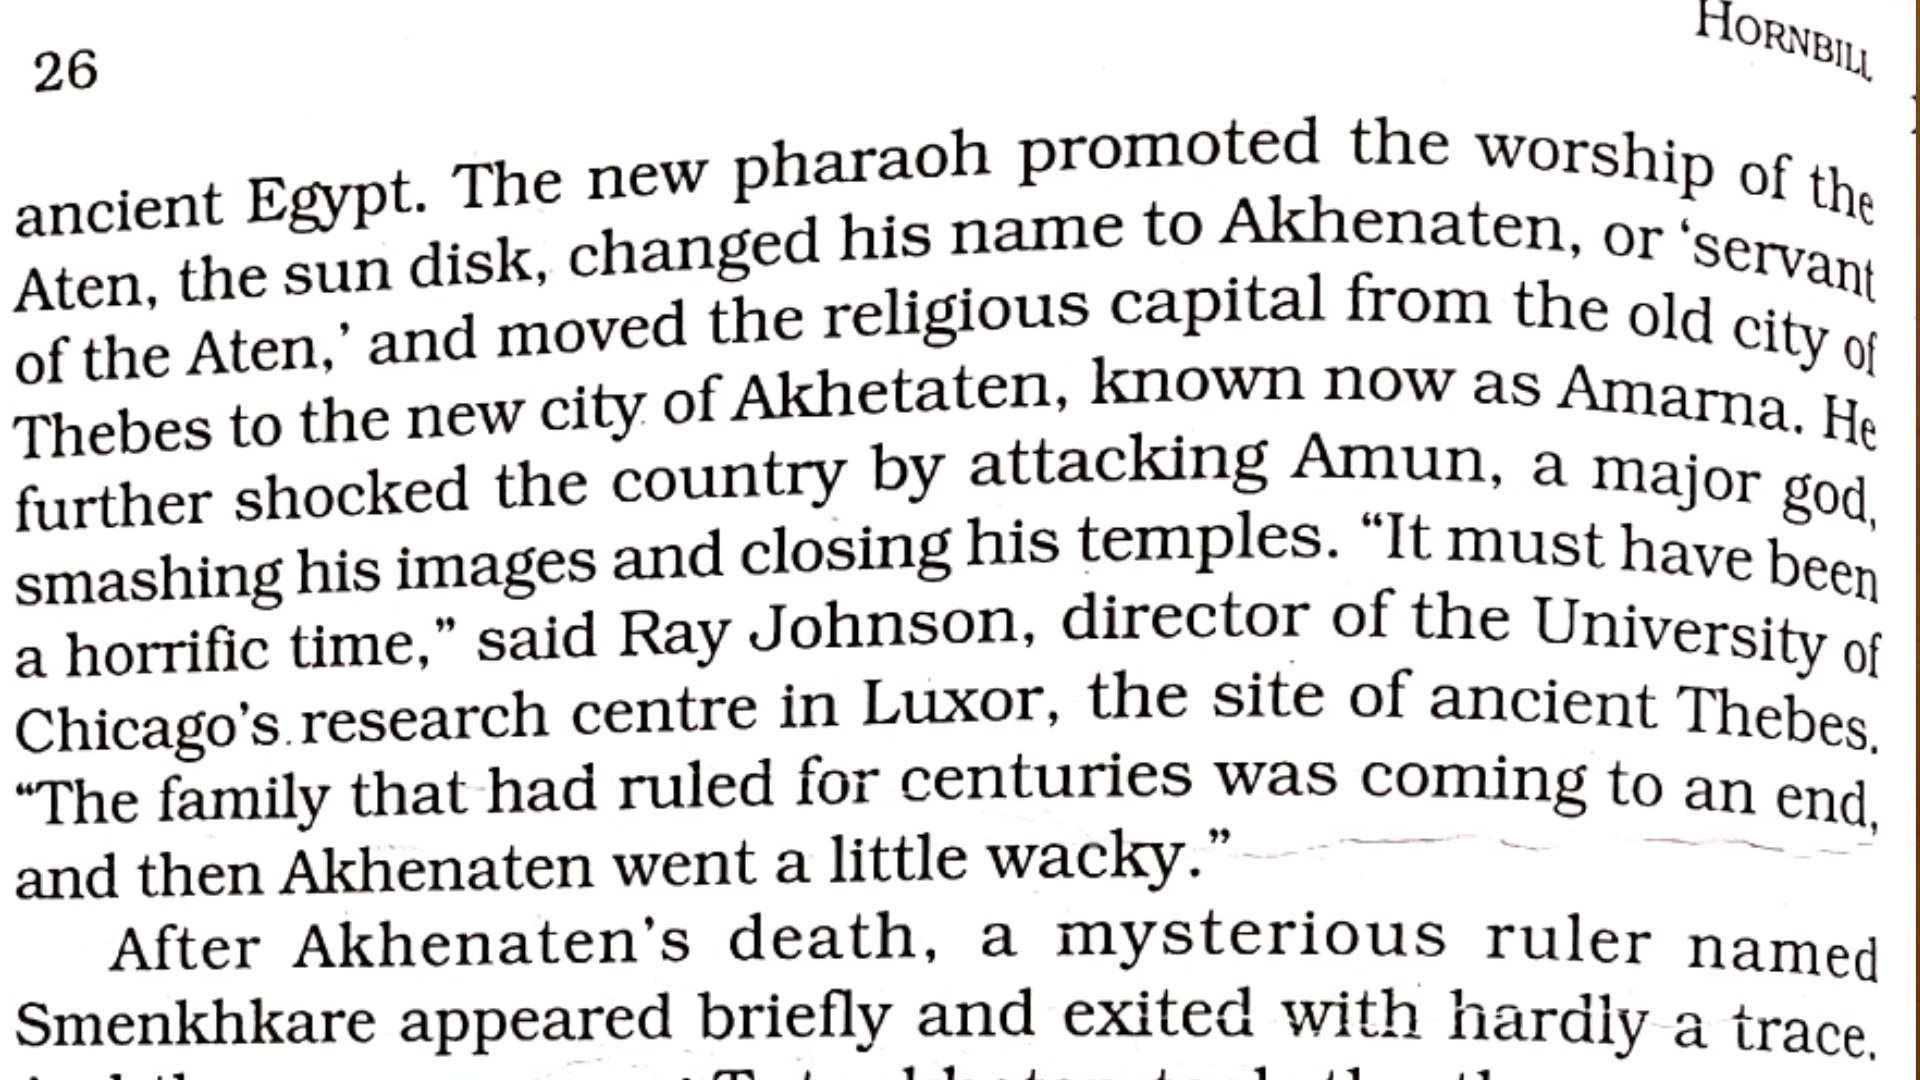 26
HORNBILL
ancient Egypt. The new pharaoh promoted the worship of the
Aten, the sun disk, changed his name to Akhenaten, or ‘servant
of the Aten,’ and moved the religious capital from the old city of
Thebes to the new city of Akhetaten, known now as Amarna. He
further shocked the country by attacking Amun, a major god,
smashing his images and closing his temples. “It must have been
a horrific time,” said Ray Johnson, director of the University of
Chicago’s research centre in Luxor, the site of ancient Thebes.
“The family that had ruled for centuries was coming to an end,
and then Akhenaten went a little wacky.”
After Akhenaten’s death, a mysterious ruler named
Smenkhkare appeared briefly and exited with hardly a trace.